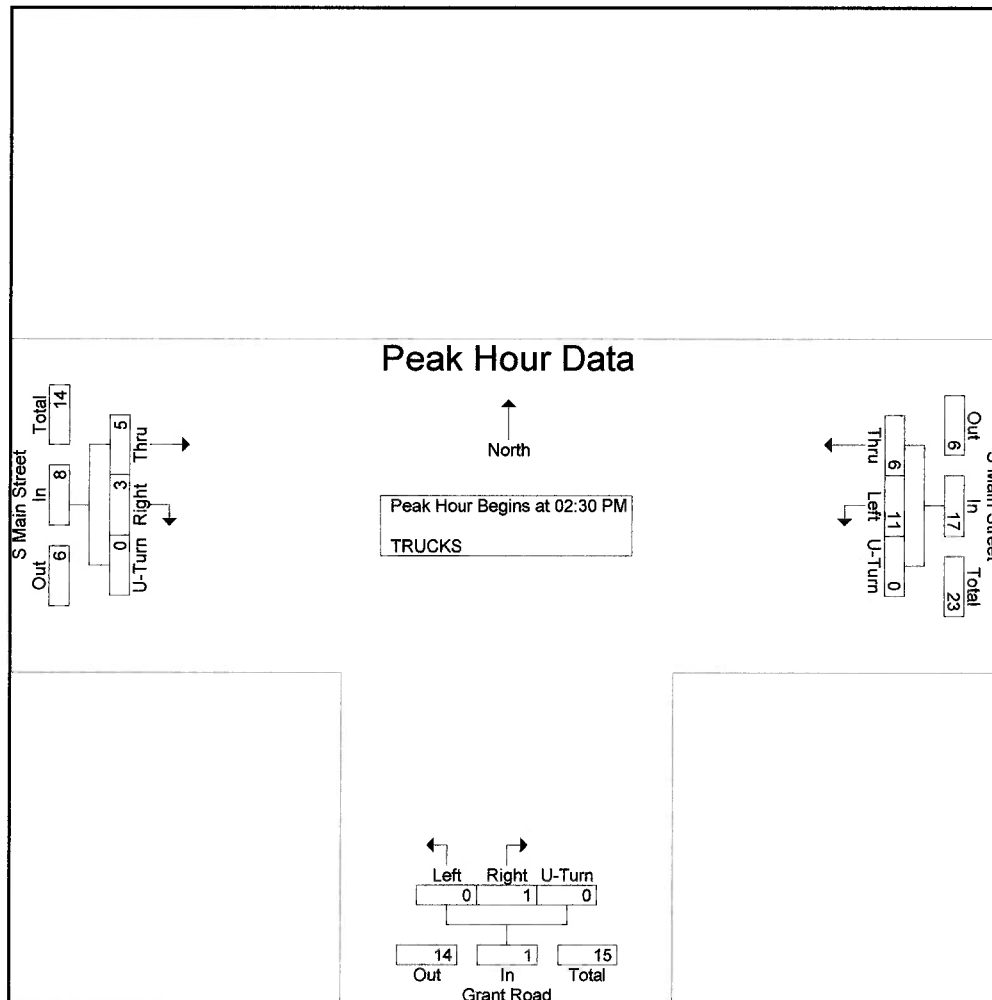 Peak Hour Data
North
Peak Hour Begins at 02:30 PM
TRUCKS
S Main Street
Out In Total
6 8 14
0 3 5
U-Turn Right Thru
Out In Total
6 17 23
6 11 0
Thru Left U-Turn
S Main Street
Left Right U-Turn
0 1 0
14 1 15
Out In Total
Grant Road